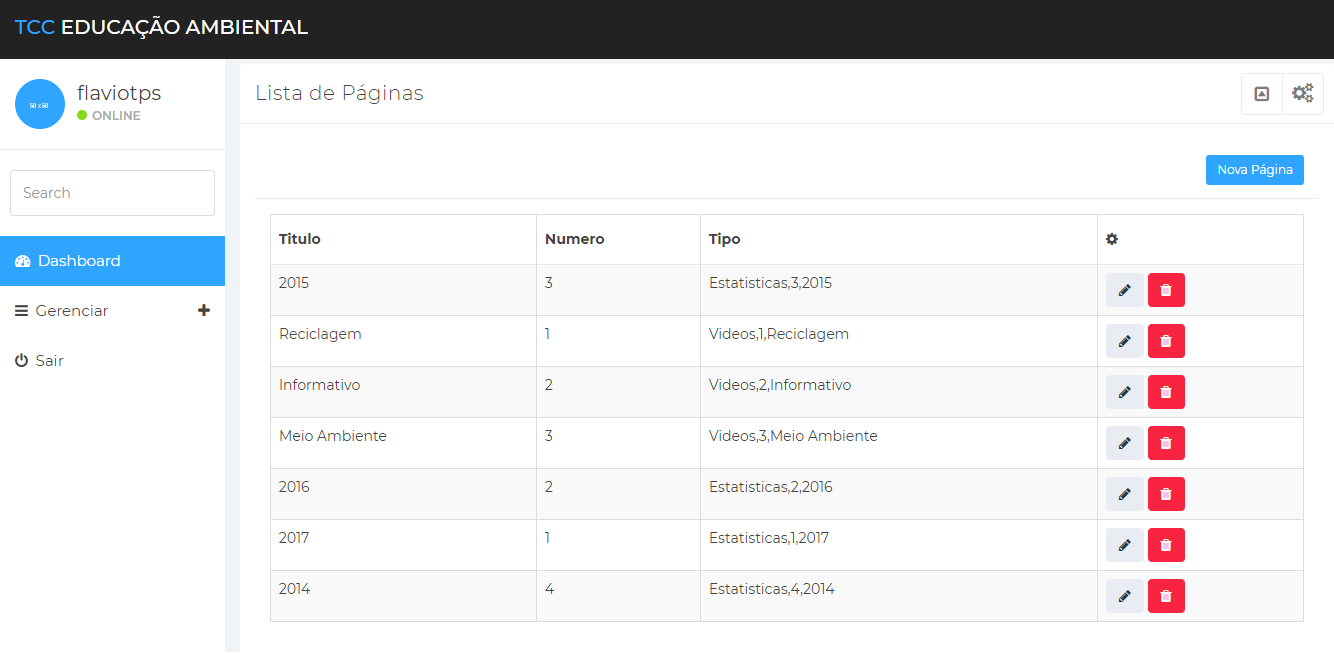 TCC EDUCAÇÃO AMBIENTAL
50 x 50
flaviotps
ONLINE
Search
Dashboard
Gerenciar
Sair
Lista de Páginas
Nova Página
Titulo Numero Tipo
2015 3 Estatisticas,3,2015
Reciclagem 1 Videos,1,Reciclagem
Informativo 2 Videos,2,Informativo
Meio Ambiente 3 Videos,3,Meio Ambiente
2016 2 Estatisticas,2,2016
2017 1 Estatisticas,1,2017
2014 4 Estatisticas,4,2014